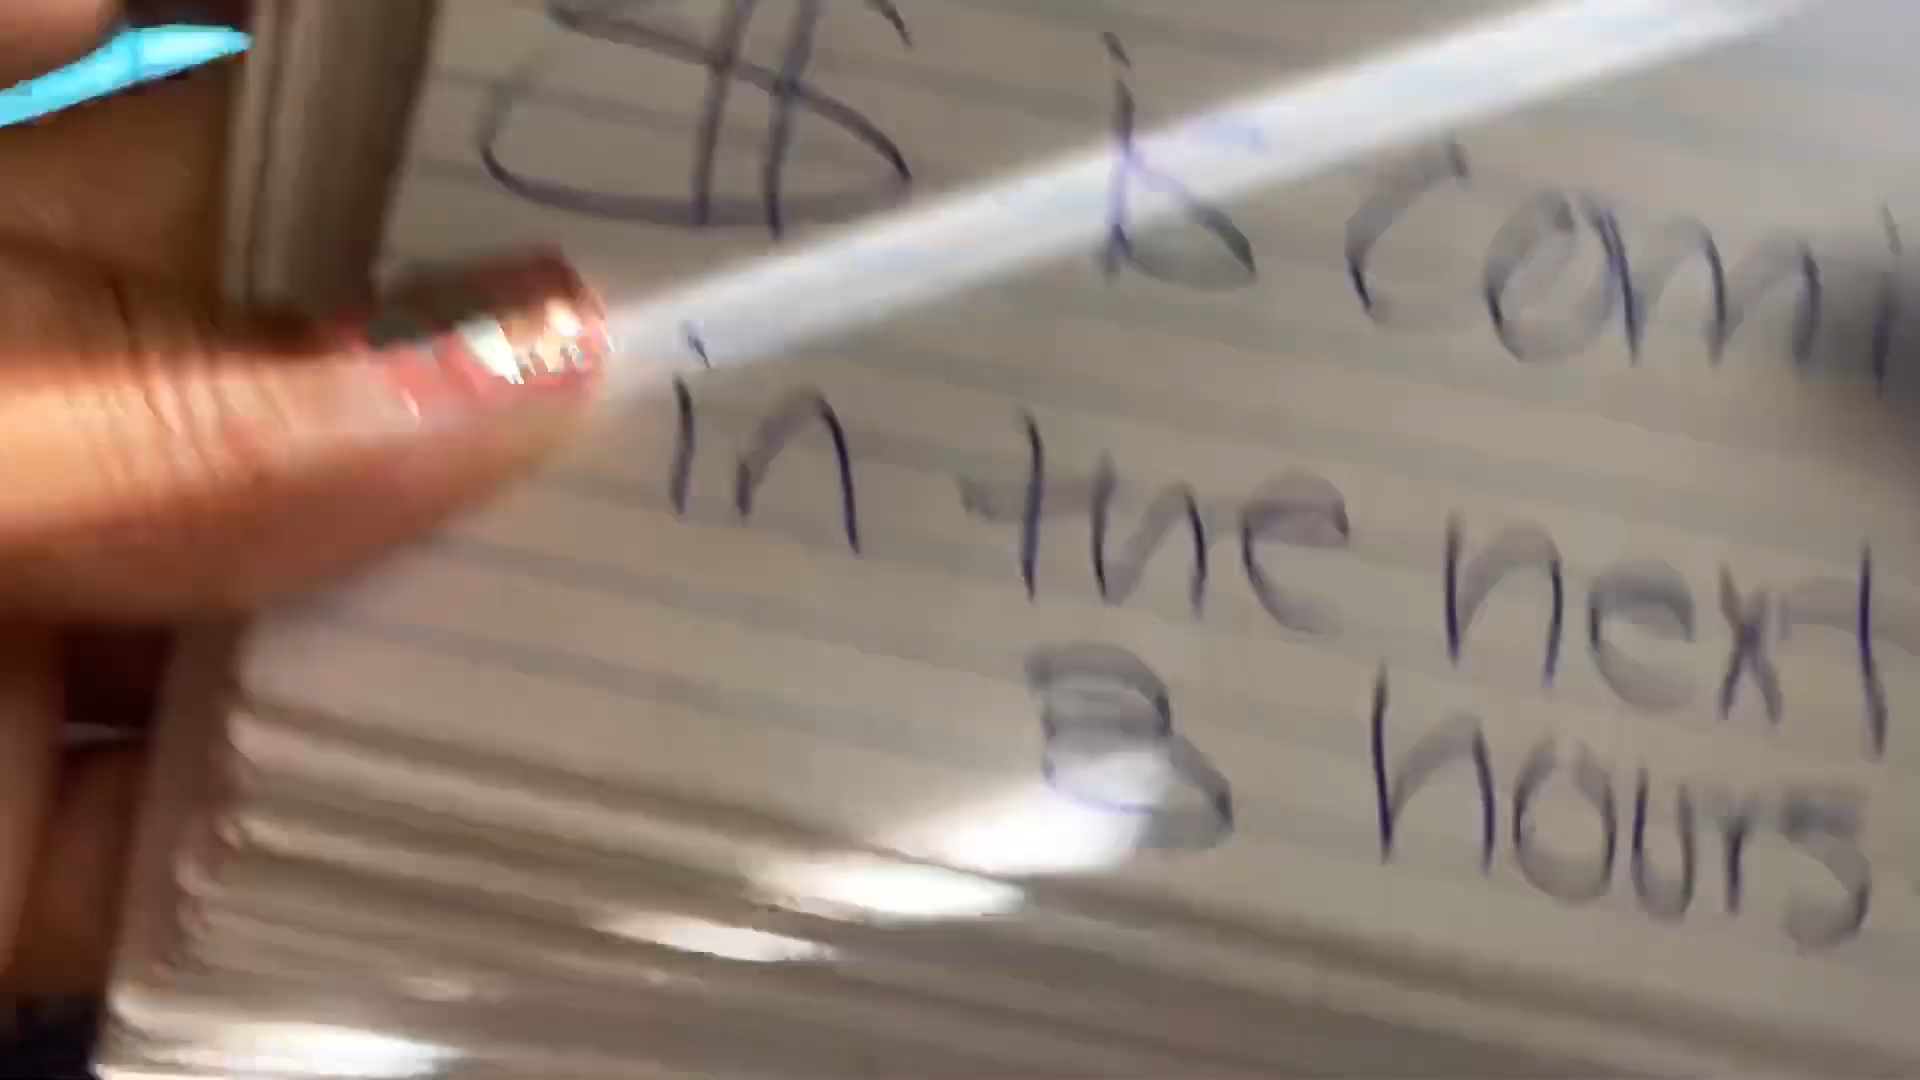 $ is comi
in the next
3 hours